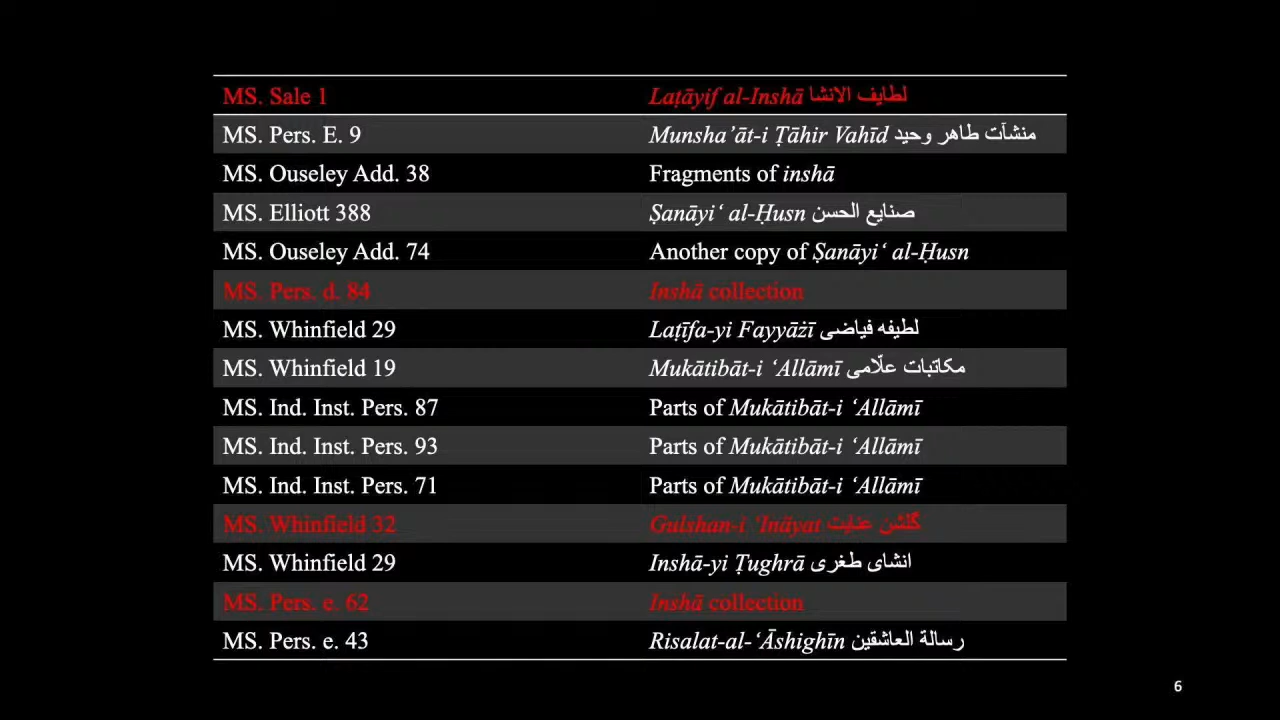 MS. Sale 1 Laṭāyif al-Inshā لطایف الانشا
MS. Pers. E. 9 Munsha’āt-i Ṭāhir Vahīd منشآت طاهر وحید
MS. Ouseley Add. 38 Fragments of inshā
MS. Elliott 388 Ṣanāyi‘ al-Ḥusn صنایع الحسن
MS. Ouseley Add. 74 Another copy of Ṣanāyi‘ al-Ḥusn
MS. Pers. d. 84 Inshā collection
MS. Whinfield 29 Laṭīfa-yi Fayyāżī لطیفه فیاضی
MS. Whinfield 19 Mukātibāt-i ‘Allāmī مکاتبات علّامی
MS. Ind. Inst. Pers. 87 Parts of Mukātibāt-i ‘Allāmī
MS. Ind. Inst. Pers. 93 Parts of Mukātibāt-i ‘Allāmī
MS. Ind. Inst. Pers. 71 Parts of Mukātibāt-i ‘Allāmī
MS. Whinfield 32 Gulshan-i ‘Ināyat گلشن عنایت
MS. Whinfield 29 Inshā-yi Ṭughrā انشای طغری
MS. Pers. e. 62 Inshā collection
MS. Pers. e. 43 Risalat-al-‘Āshighīn رسالة العاشقین
6